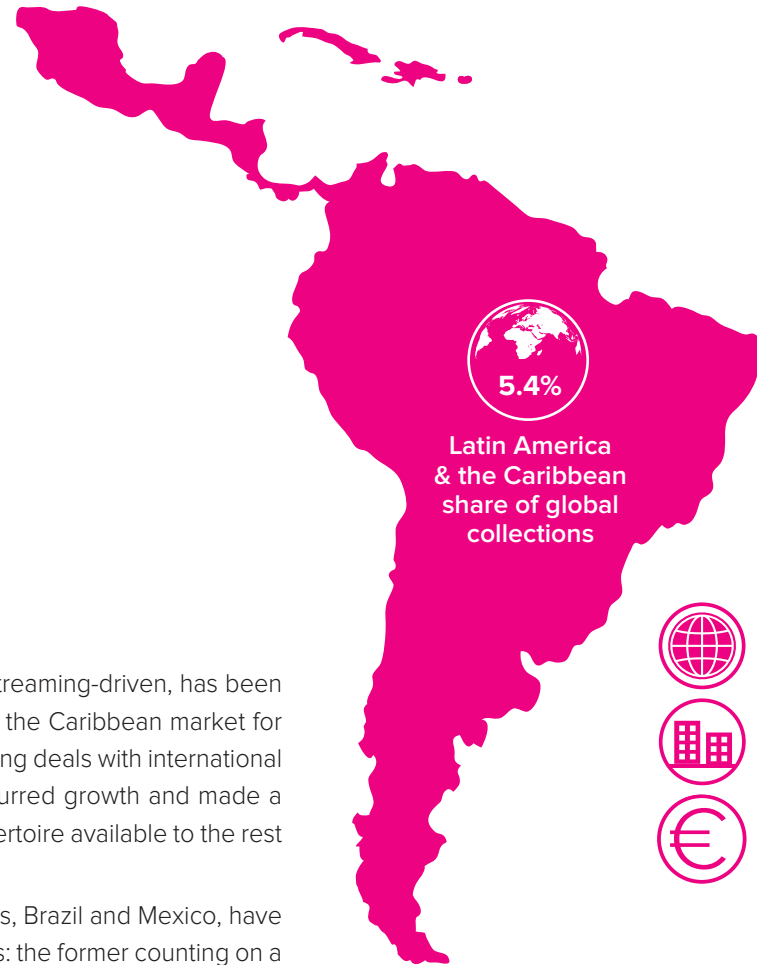 5.4%
Latin America
& the Caribbean
share of global
collections
treaming-driven, has been
the Caribbean market for
ng deals with international
urred growth and made a
ertoire available to the rest
s, Brazil and Mexico, have
s: the former counting on a
€